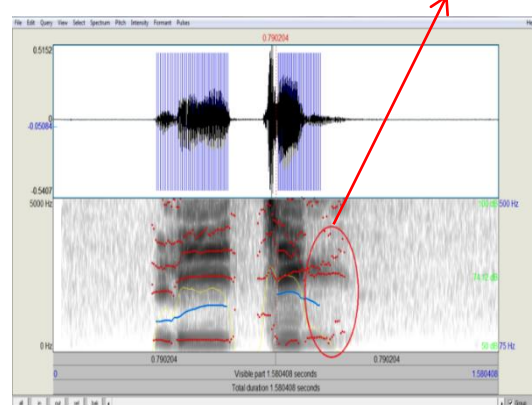 File Edit Query View Select Spectrum Pitch Intensity Formant Pulses
0.790204
0.5152
0
-0.05084
-0.5407
5000 Hz
500 Hz
0 Hz
75 Hz
0.790204 0.790204
0 Visible part 1.580408 seconds 1.580408
Total duration 1.580408 seconds